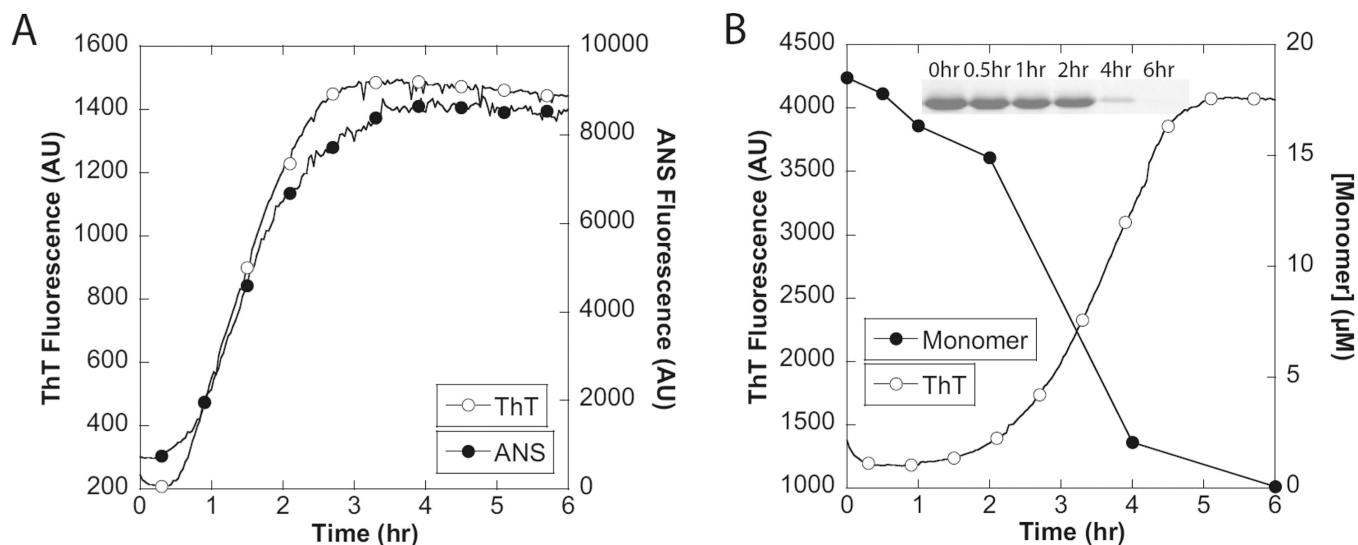 A
1600
1400
1200
1000
800
600
400
200
ThT Fluorescence (AU)
10000
8000
6000
4000
2000
0
ANS Fluorescence (AU)
ThT
ANS
0 1 2 3 4 5 6
Time (hr)
B
4500
4000
3500
3000
2500
2000
1500
1000
ThT Fluorescence (AU)
0hr 0.5hr 1hr 2hr 4hr 6hr
20
15
10
5
0
[Monomer] (µM)
Monomer
ThT
0 1 2 3 4 5 6
Time (hr)